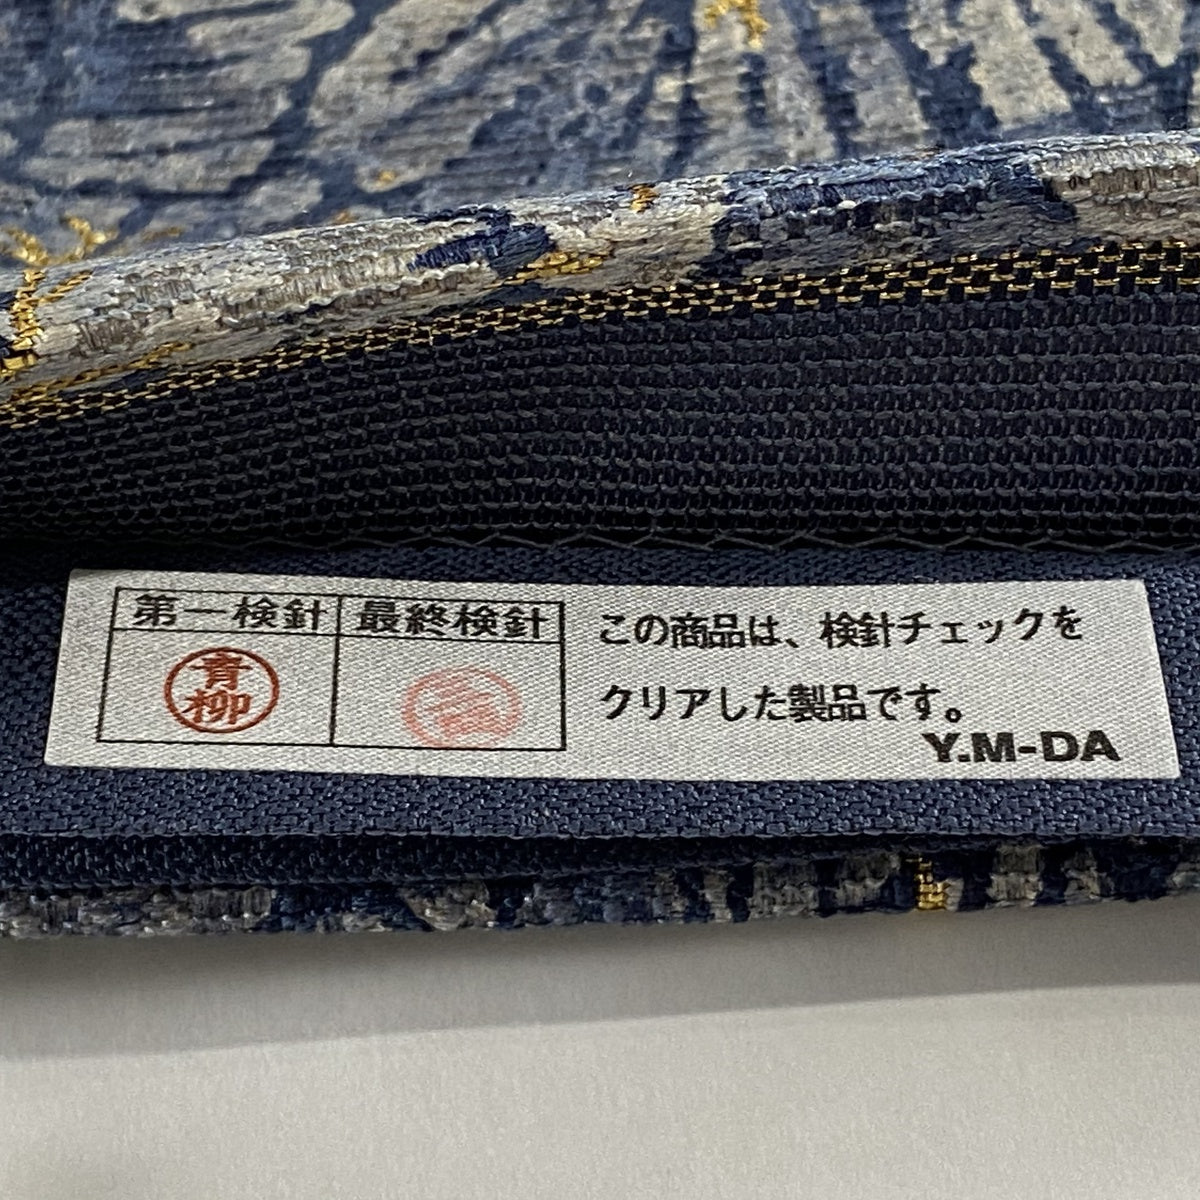 第一検針
最終検針
青
柳
この商品は、検針チェックを
クリアした製品です。
Y.M-DA